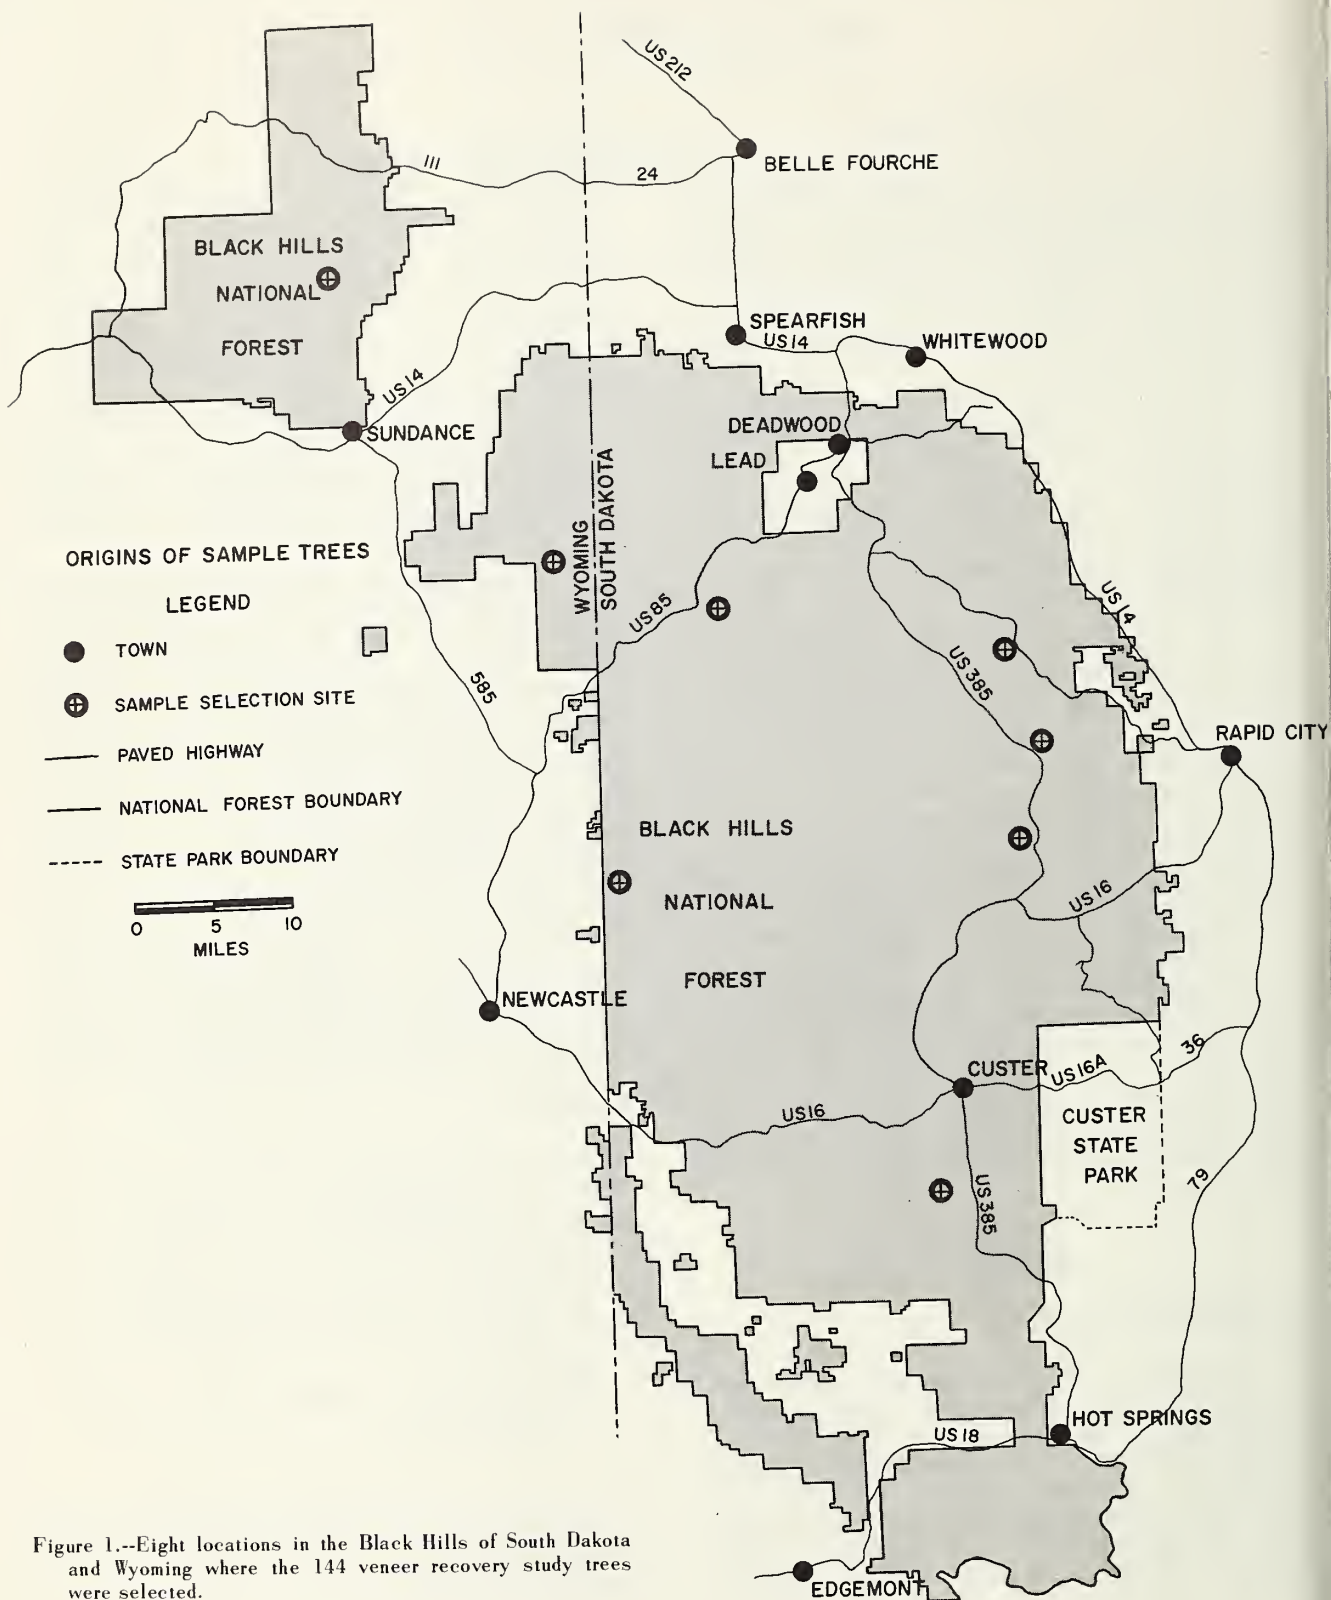 US 212
BELLE FOURCHE
111
24
BLACK HILLS
NATIONAL
FOREST
SPEARFISH
US 14
WHITEWOOD
US 14
SUNDANCE
DEADWOOD
LEAD
WYOMING
SOUTH DAKOTA
ORIGINS OF SAMPLE TREES
LEGEND
TOWN
SAMPLE SELECTION SITE
PAVED HIGHWAY
NATIONAL FOREST BOUNDARY
STATE PARK BOUNDARY
0 5 10
MILES
US 85
585
US 385
US 14
RAPID CITY
BLACK HILLS
NATIONAL
FOREST
US 16
NEWCASTLE
CUSTER
US 16A
36
US 16
CUSTER
STATE
PARK
79
US 385
HOT SPRINGS
US 18
EDGEMONT
Figure 1.--Eight locations in the Black Hills of South Dakota
and Wyoming where the 144 veneer recovery study trees
were selected.